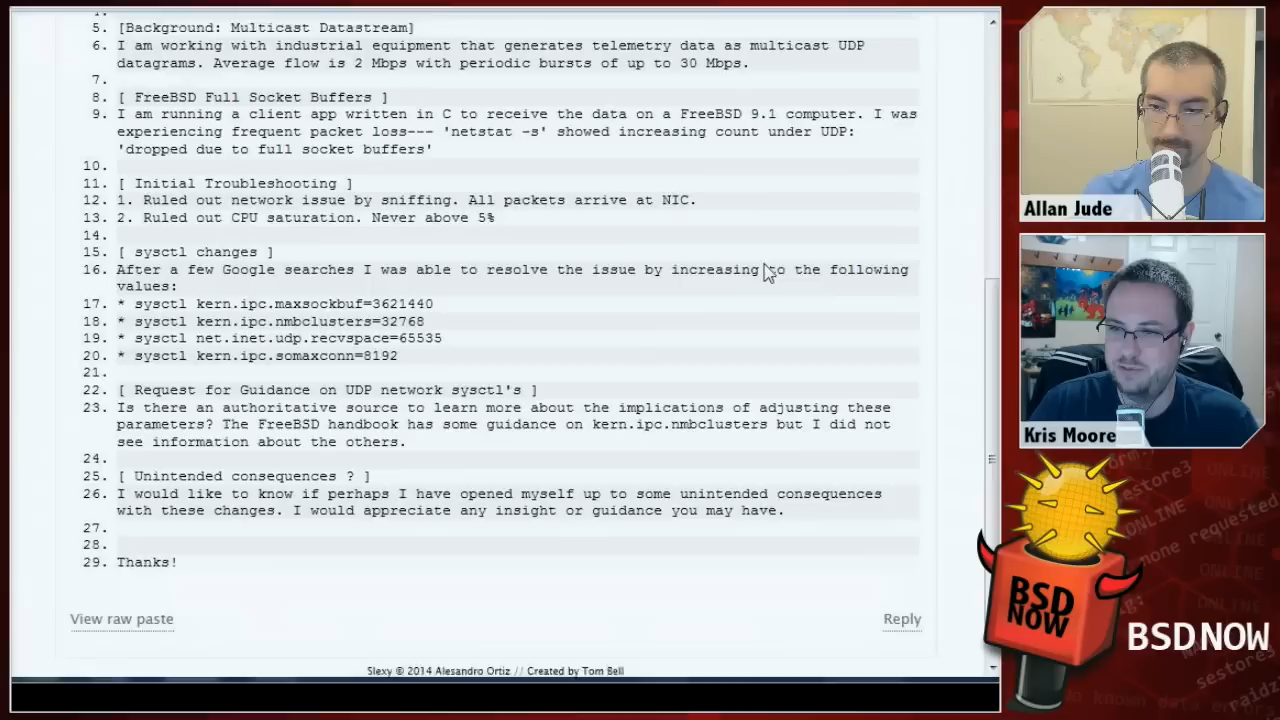 5. [Background: Multicast Datastream]
6. I am working with industrial equipment that generates telemetry data as multicast UDP
datagrams. Average flow is 2 Mbps with periodic bursts of up to 30 Mbps.
7.
8. [ FreeBSD Full Socket Buffers ]
9. I am running a client app written in C to receive the data on a FreeBSD 9.1 computer. I was
experiencing frequent packet loss--- 'netstat -s' showed increasing count under UDP:
'dropped due to full socket buffers'
10.
11. [ Initial Troubleshooting ]
12. 1. Ruled out network issue by sniffing. All packets arrive at NIC.
13. 2. Ruled out CPU saturation. Never above 5%
14.
15. [ sysctl changes ]
16. After a few Google searches I was able to resolve the issue by increasing to the following
values:
17. * sysctl kern.ipc.maxsockbuf=3621440
18. * sysctl kern.ipc.nmbclusters=32768
19. * sysctl net.inet.udp.recvspace=65535
20. * sysctl kern.ipc.somaxconn=8192
21.
22. [ Request for Guidance on UDP network sysctl's ]
23. Is there an authoritative source to learn more about the implications of adjusting these
parameters? The FreeBSD handbook has some guidance on kern.ipc.nmbclusters but I did not
see information about the others.
24.
25. [ Unintended consequences ? ]
26. I would like to know if perhaps I have opened myself up to some unintended consequences
with these changes. I would appreciate any insight or guidance you may have.
27.
28.
29. Thanks!
View raw paste
Reply
Slexy © 2014 Alesandro Ortiz // Created by Tom Bell
Allan Jude
Kris Moore
BSD
NOW
BSDNOW
estore3
ONLINE
none requested
ONLINE
ONLINE
sestore
raidz
no known data